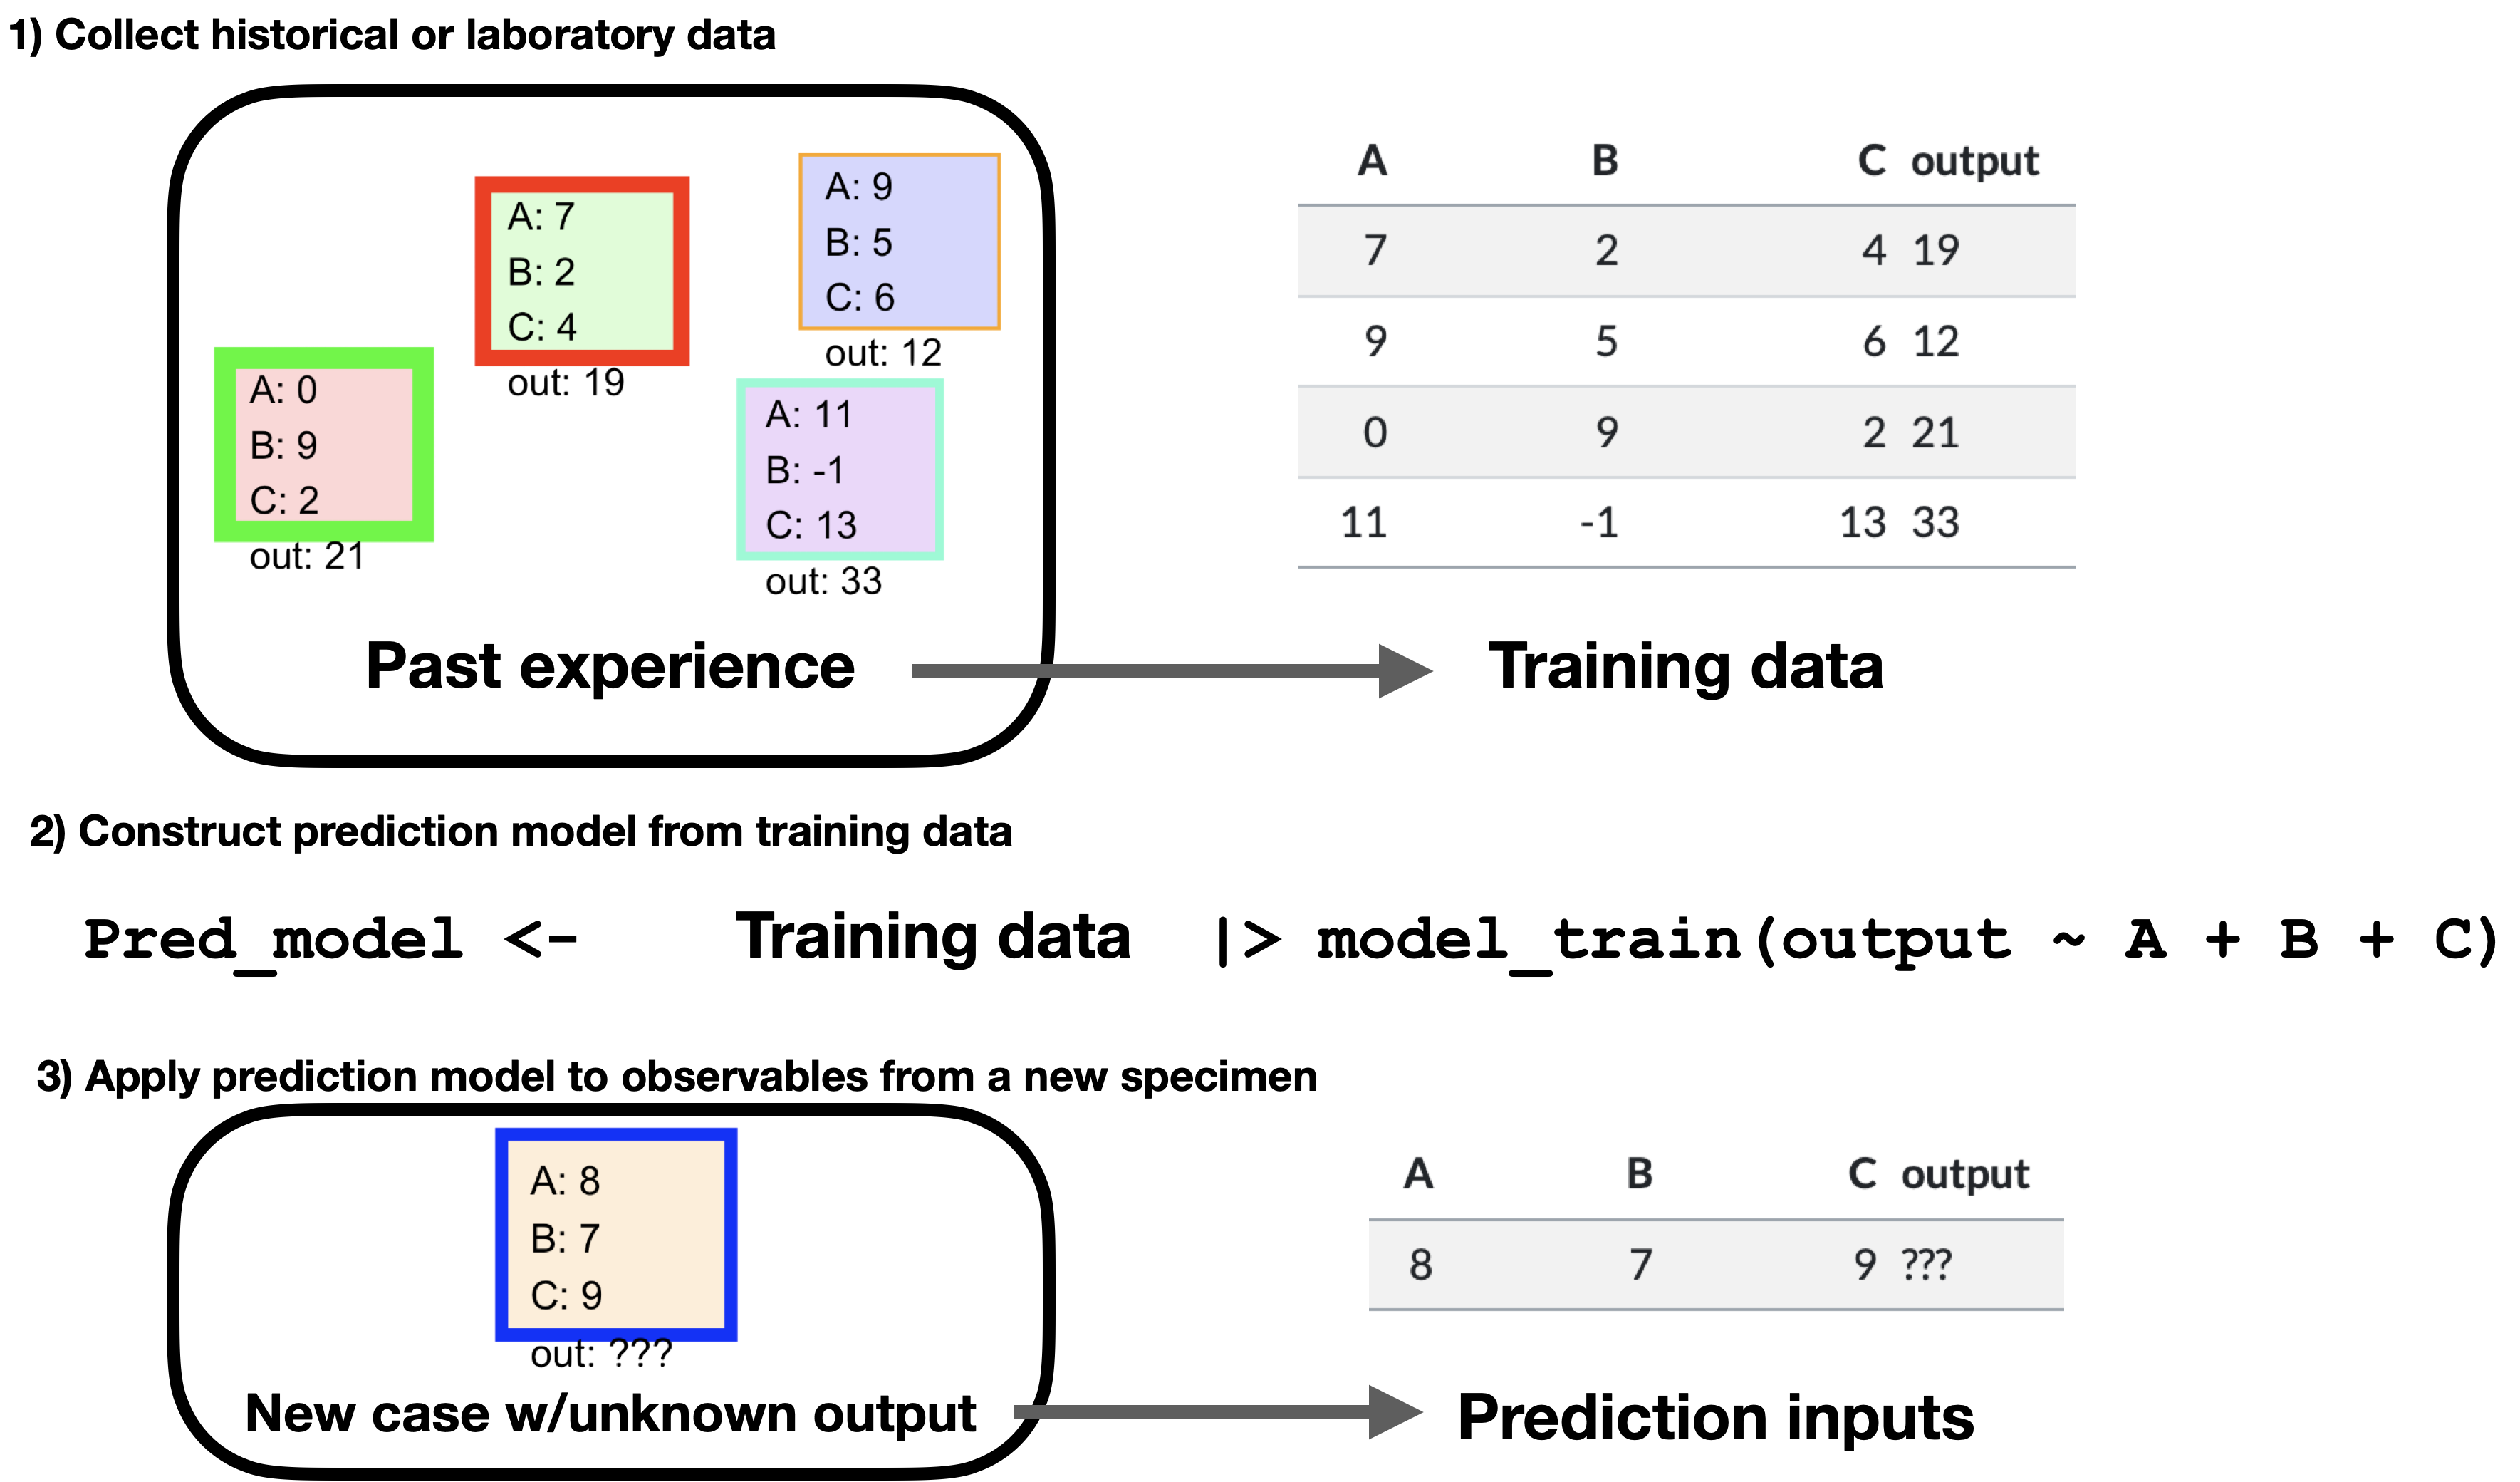 1) Collect historical or laboratory data
A: 7
B: 2
C: 4
out: 19
A: 9
B: 5
C: 6
out: 12
A: 0
B: 9
C: 2
out: 21
A: 11
B: -1
C: 13
out: 33
Past experience
A B C output
7 2 4 19
9 5 6 12
0 9 2 21
11 -1 13 33
Training data
2) Construct prediction model from training data
Pred_model <- Training data |> model_train(output ~ A + B + C)
3) Apply prediction model to observables from a new specimen
A: 8
B: 7
C: 9
out: ???
New case w/unknown output
A B C output
8 7 9 ???
Prediction inputs